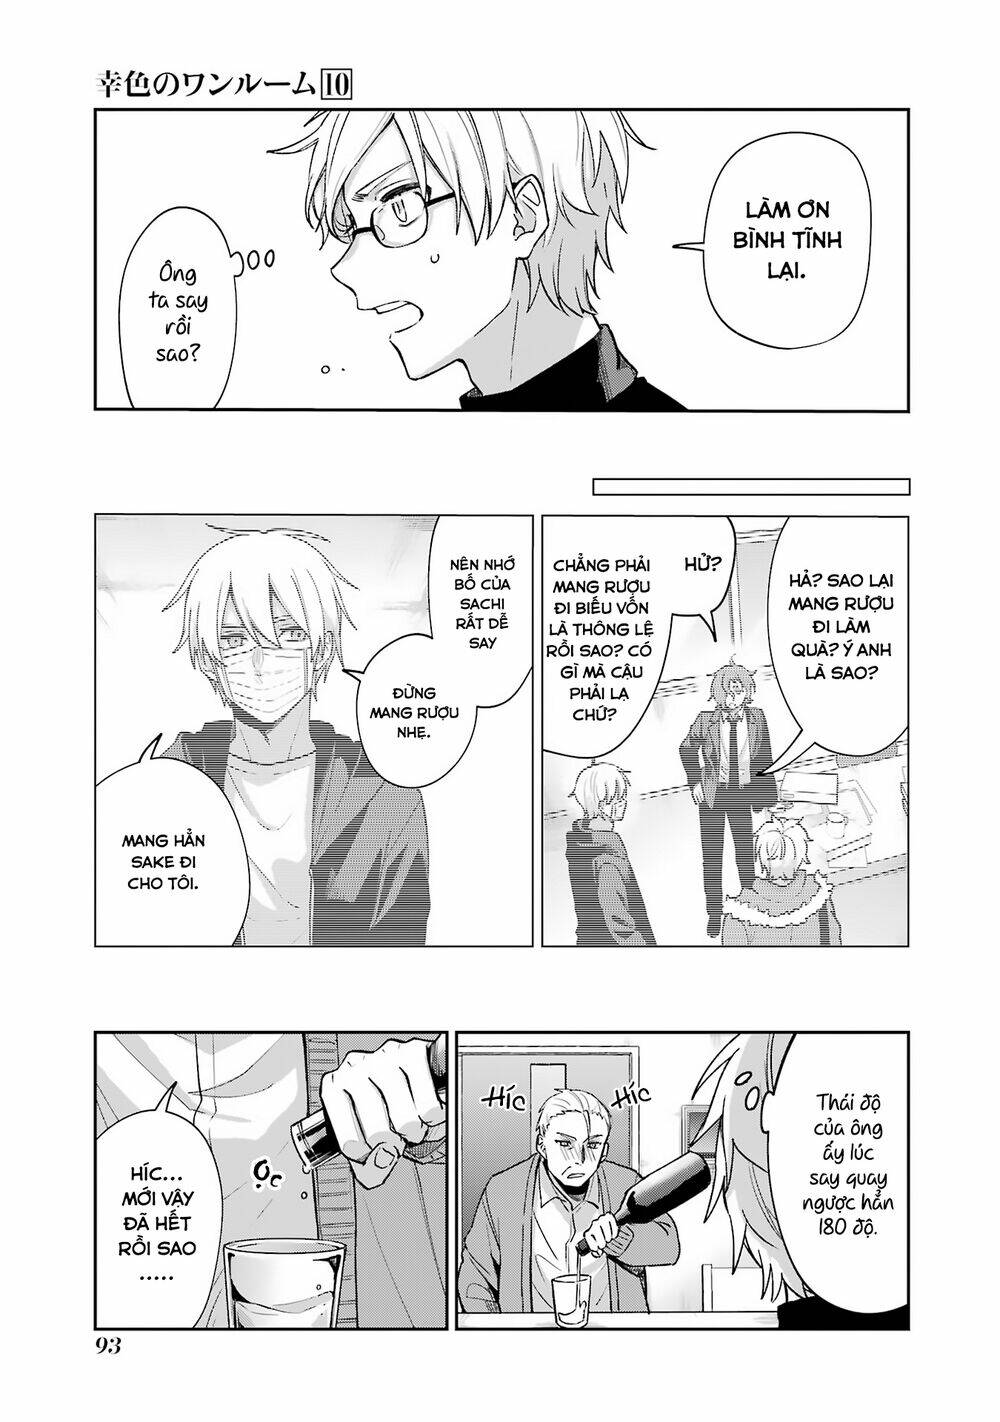 幸色のワンルーム 10
LÀM ƠN
BÌNH TĨNH
LẠI.
Ông
ta say
rồi
sao?
HẢ? SAO LẠI
MANG RƯỢU
ĐI LÀM
QUÀ? Ý ANH
LÀ SAO?
HỬ?
CHẲNG PHẢI
MANG RƯỢU
ĐI BIẾU VỐN
LÀ THÔNG LỆ
RỒI SAO? CÓ
GÌ MÀ CẬU
PHẢI LẠ
CHỨ?
NÊN NHỚ
BỐ CỦA
SACHI
RẤT DỄ
SAY
ĐỪNG
MANG RƯỢU
NHẸ.
MANG HẲN
SAKE ĐI
CHO TÔI.
Thái độ
của ông
ấy lúc
say quay
ngược hẳn
180 độ.
HÍC
HÍC
ỌC
HÍC...
MỚI VẬY
ĐÃ HẾT
RỒI SAO
.....
93